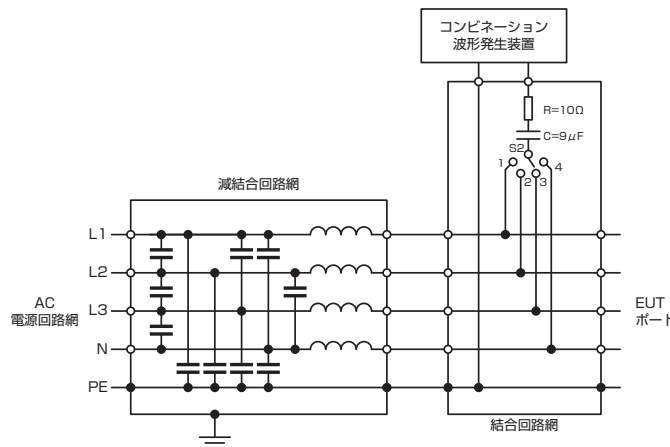 コンビネーション
波形発生装置
R=10Ω
C=9μF
S2
1
2
3
4
減結合回路網
L1
L2
L3
N
PE
AC
電源回路網
EUT
ポート
結合回路網